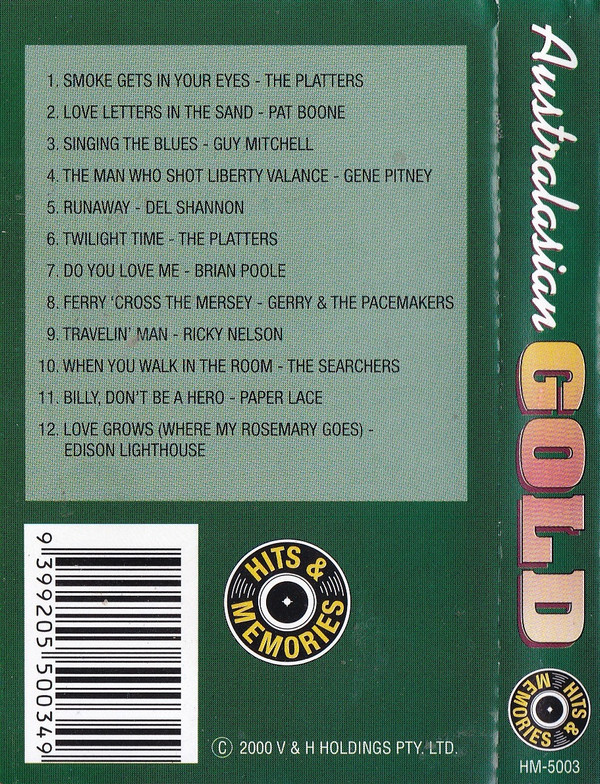 1. SMOKE GETS IN YOUR EYES - THE PLATTERS
2. LOVE LETTERS IN THE SAND - PAT BOONE
3. SINGING THE BLUES - GUY MITCHELL
4. THE MAN WHO SHOT LIBERTY VALANCE - GENE PITNEY
5. RUNAWAY - DEL SHANNON
6. TWILIGHT TIME - THE PLATTERS
7. DO YOU LOVE ME - BRIAN POOLE
8. FERRY ‘CROSS THE MERSEY - GERRY & THE PACEMAKERS
9. TRAVELIN’ MAN - RICKY NELSON
10. WHEN YOU WALK IN THE ROOM - THE SEARCHERS
11. BILLY, DON’T BE A HERO - PAPER LACE
12. LOVE GROWS (WHERE MY ROSEMARY GOES) -
EDISON LIGHTHOUSE
9 399205 500349
HITS &
MEMORIES
© 2000 V & H HOLDINGS PTY. LTD.
Australasian GOLD
HITS &
MEMORIES
HM-5003